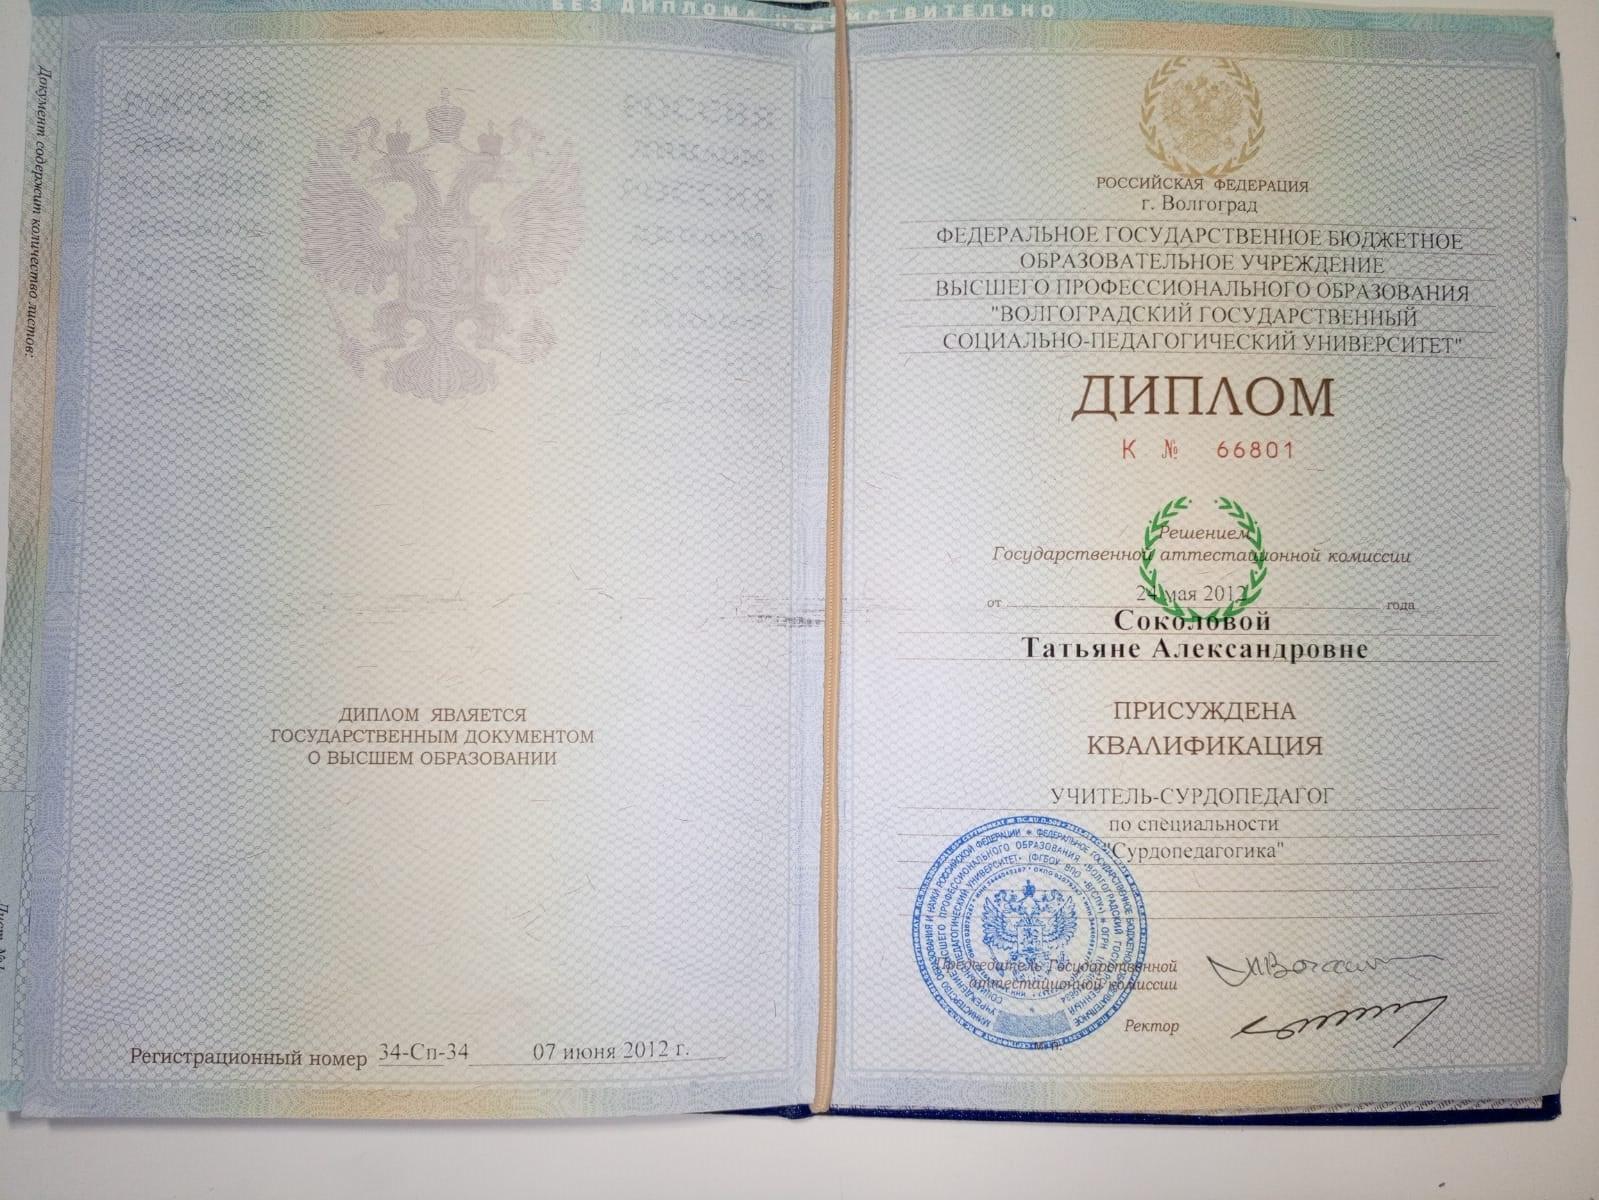 БЕЗ ДИПЛОМА НЕДЕЙСТВИТЕЛЬНО
Документ содержит количество листов:
ДИПЛОМ ЯВЛЯЕТСЯ
ГОСУДАРСТВЕННЫМ ДОКУМЕНТОМ
О ВЫСШЕМ ОБРАЗОВАНИИ
Регистрационный номер 34-Сп-34 07 июня 2012 г.
РОССИЙСКАЯ ФЕДЕРАЦИЯ
г. Волгоград
ФЕДЕРАЛЬНОЕ ГОСУДАРСТВЕННОЕ БЮДЖЕТНОЕ
ОБРАЗОВАТЕЛЬНОЕ УЧРЕЖДЕНИЕ
ВЫСШЕГО ПРОФЕССИОНАЛЬНОГО ОБРАЗОВАНИЯ
"ВОЛГОГРАДСКИЙ ГОСУДАРСТВЕННЫЙ
СОЦИАЛЬНО-ПЕДАГОГИЧЕСКИЙ УНИВЕРСИТЕТ"
ДИПЛОМ
К № 66801
Решением
Государственной аттестационной комиссии
от 24 мая 2012 года
Соколовой
Татьяне Александровне
ПРИСУЖДЕНА
КВАЛИФИКАЦИЯ
УЧИТЕЛЬ-СУРДОПЕДАГОГ
по специальности
"Сурдопедагогика"
Председатель Государственной
аттестационной комиссии
Ректор
М.П.